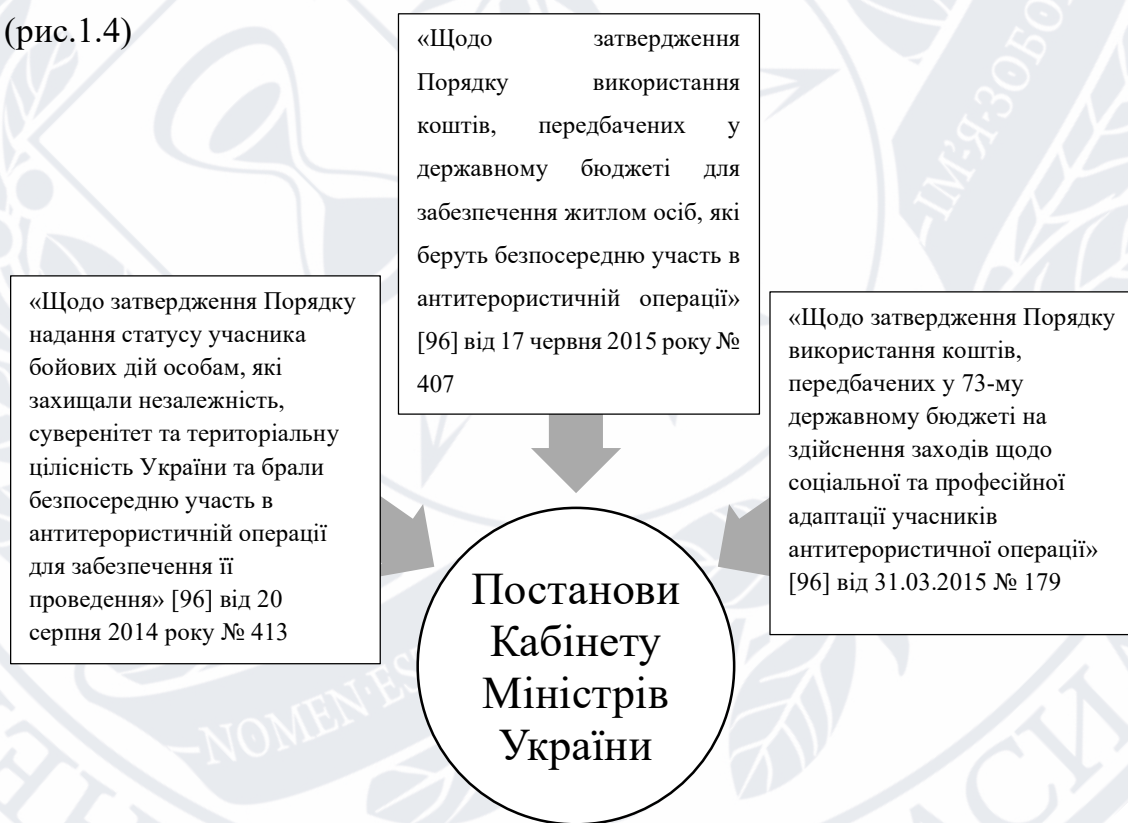 (рис.1.4)
«Щодо затвердження
Порядку використання
коштів, передбачених у
державному бюджеті для
забезпечення житлом осіб, які
беруть безпосередню участь в
антитерористичній операції»
[96] від 17 червня 2015 року №
407
«Щодо затвердження Порядку
надання статусу учасника
бойових дій особам, які
захищали незалежність,
суверенітет та територіальну
цілісність України та брали
безпосередню участь в
антитерористичній операції
для забезпечення її
проведення» [96] від 20
серпня 2014 року № 413
«Щодо затвердження Порядку
використання коштів,
передбачених у 73-му
державному бюджеті на
здійснення заходів щодо
соціальної та професійної
адаптації учасників
антитерористичної операції»
[96] від 31.03.2015 № 179
Постанови
Кабінету
Міністрів
України